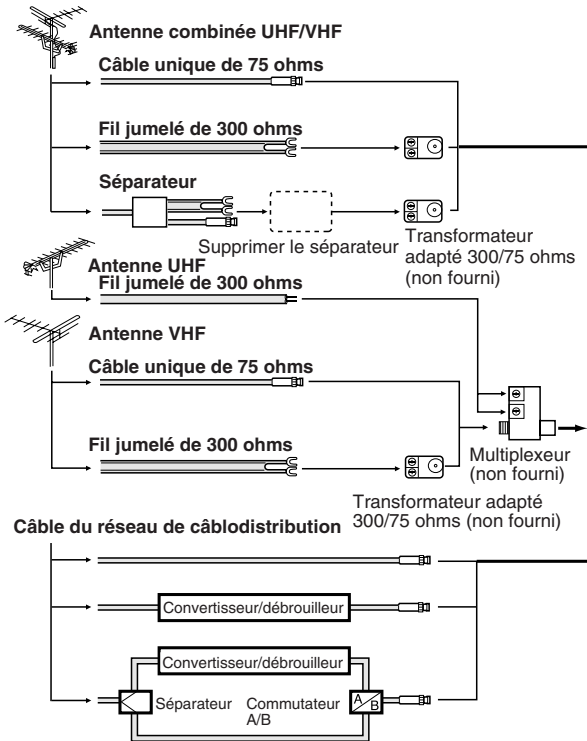 Antenne combinée UHF/VHF
Câble unique de 75 ohms
Fil jumelé de 300 ohms
Séparateur
Supprimer le séparateur
Transformateur
adapté 300/75 ohms
(non fourni)
Antenne UHF
Fil jumelé de 300 ohms
Antenne VHF
Câble unique de 75 ohms
Fil jumelé de 300 ohms
Multiplexeur
(non fourni)
Transformateur adapté
300/75 ohms (non fourni)
Câble du réseau de câblodistribution
Convertisseur/débrouilleur
Convertisseur/débrouilleur
Séparateur
Commutateur
A/B
A
B